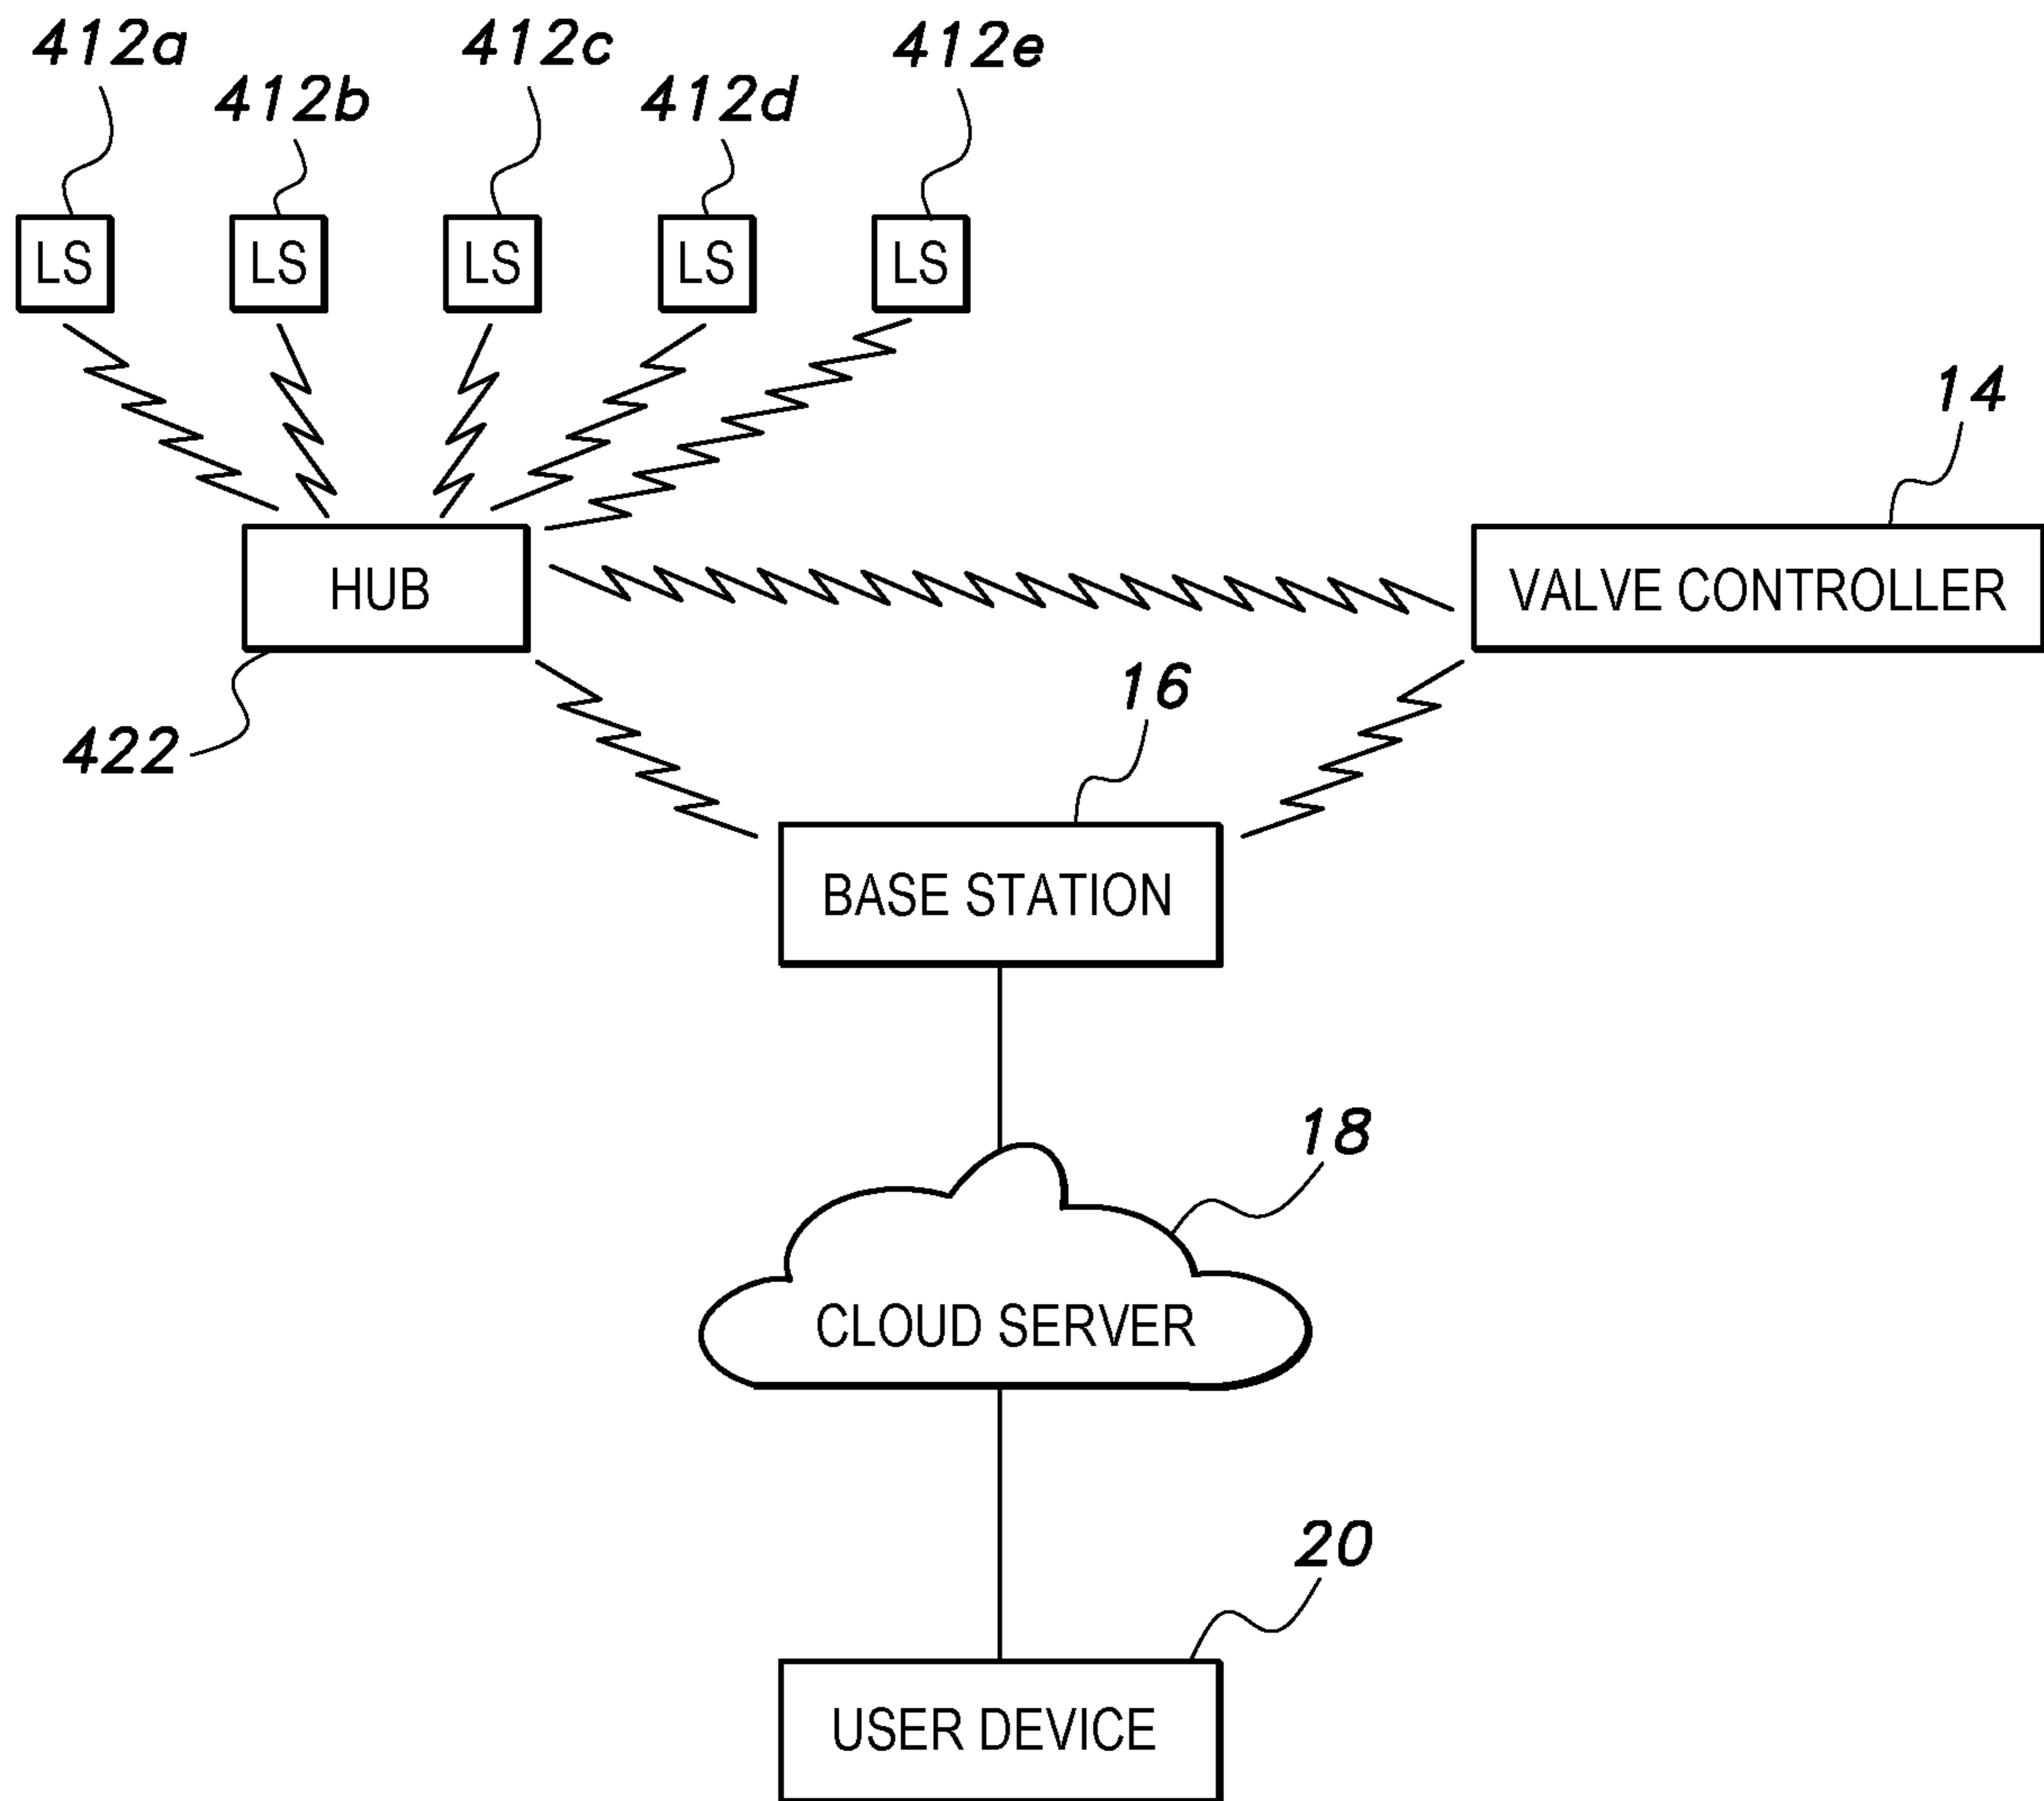 412a
412c
412e
412b
412d
LS
LS
LS
LS
LS
14
HUB
VALVE CONTROLLER
16
422
BASE STATION
18
CLOUD SERVER
20
USER DEVICE